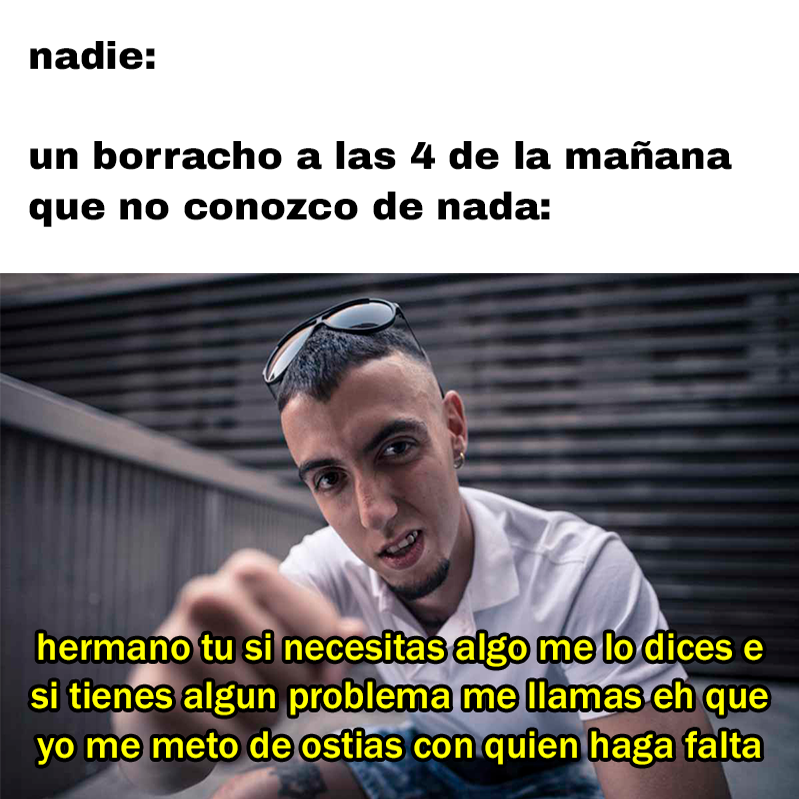 nadie:
un borracho a las 4 de la mañana
que no conozco de nada:
hermano tu si necesitas algo me lo dices e
si tienes algun problema me llamas eh que
yo me meto de ostias con quien haga falta